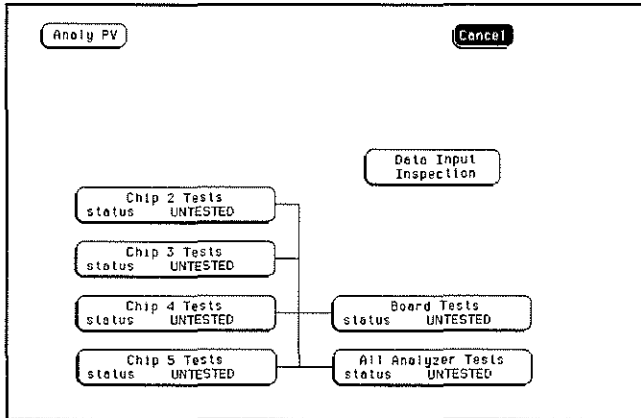 Analy PV
Cancel
Data Input
Inspection
Chip 2 Tests
status UNTESTED
Chip 3 Tests
status UNTESTED
Chip 4 Tests
status UNTESTED
Board Tests
status UNTESTED
Chip 5 Tests
status UNTESTED
All Analyzer Tests
status UNTESTED